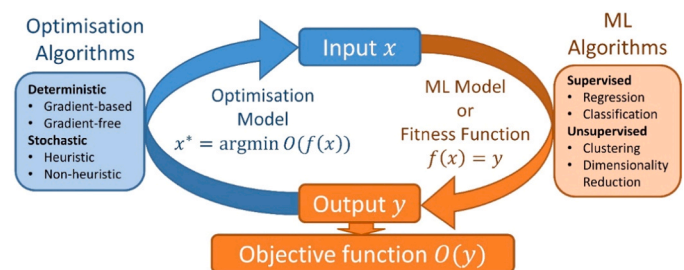 Optimisation
Algorithms
Deterministic
• Gradient-based
• Gradient-free
Stochastic
• Heuristic
• Non-heuristic
Input x
Optimisation
Model
x* = argmin O(f(x))
ML Model
or
Fitness Function
f(x) = y
Output y
Objective function O(y)
ML
Algorithms
Supervised
• Regression
• Classification
Unsupervised
• Clustering
• Dimensionality
Reduction